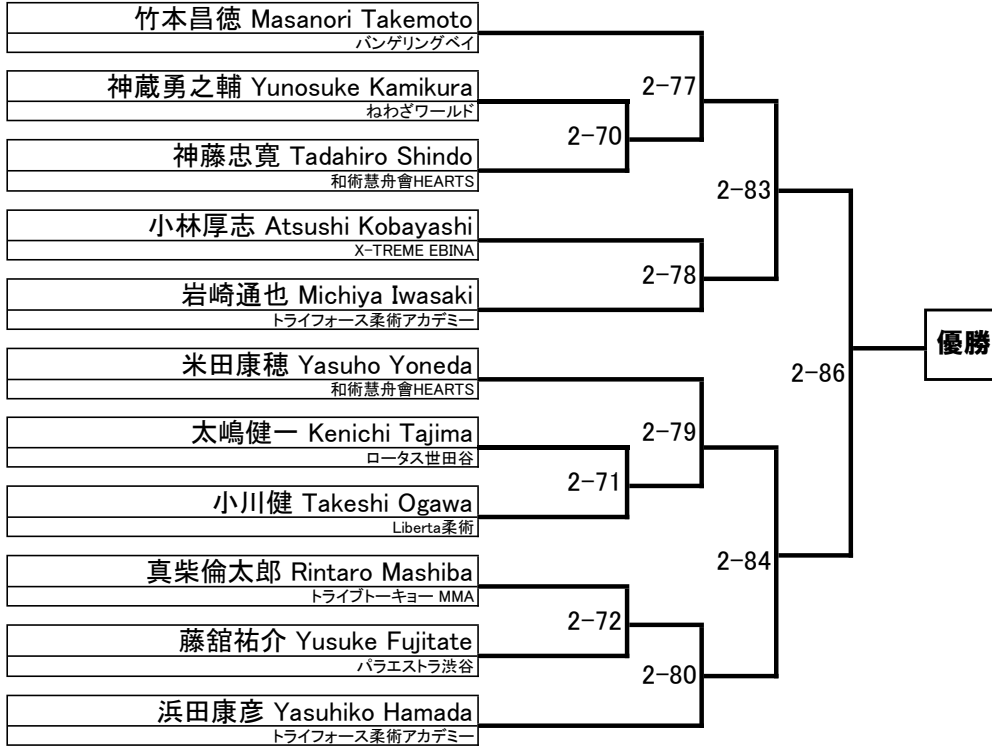 竹本昌徳 Masanori Takemoto
バンゲリングベイ
2-77
神蔵勇之輔 Yunosuke Kamikura
ねわざワールド
2-70
神藤忠寛 Tadahiro Shindo
和術慧舟會HEARTS
2-83
小林厚志 Atsushi Kobayashi
X-TREME EBINA
2-78
岩崎通也 Michiya Iwasaki
トライフォース柔術アカデミー
優勝
米田康穂 Yasuho Yoneda
和術慧舟會HEARTS
2-86
太嶋健一 Kenichi Tajima
ロータス世田谷
2-79
2-71
小川健 Takeshi Ogawa
Liberta柔術
真柴倫太郎 Rintaro Mashiba
トライブトーキョー MMA
2-84
2-72
藤舘祐介 Yusuke Fujitate
パラエストラ渋谷
2-80
浜田康彦 Yasuhiko Hamada
トライフォース柔術アカデミー